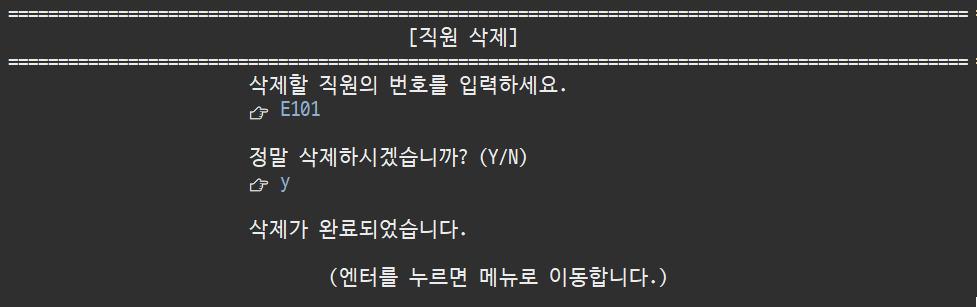 ================================================================================================
[직원 삭제]
================================================================================================
삭제할 직원의 번호를 입력하세요.
👉 E101
정말 삭제하시겠습니까? (Y/N)
👉 y
삭제가 완료되었습니다.
(엔터를 누르면 메뉴로 이동합니다.)